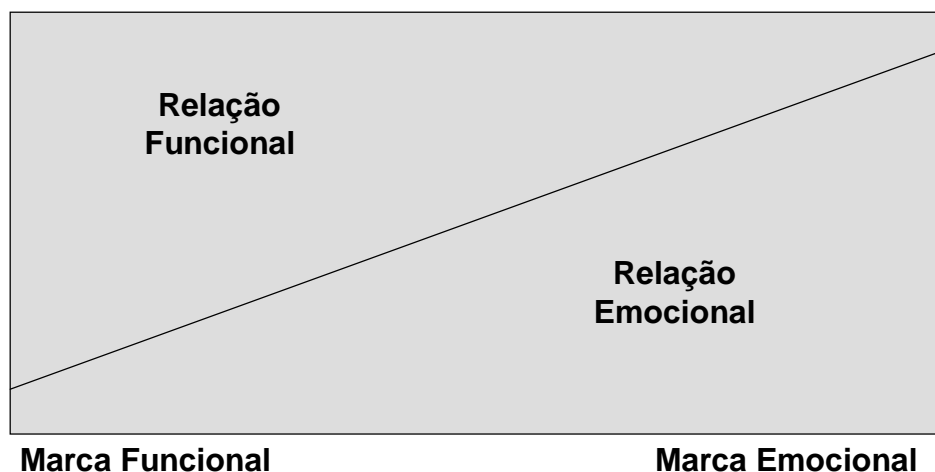 Relação
Funcional
Relação
Emocional
Marca Funcional
Marca Emocional